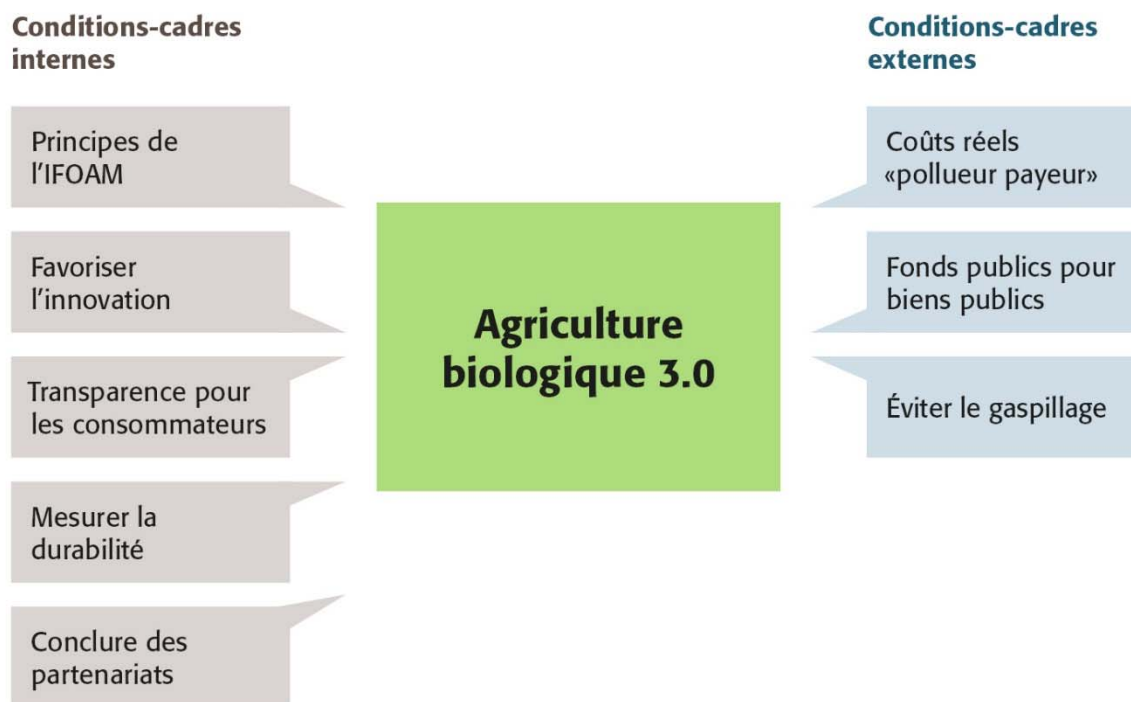 Conditions-cadres
internes
Principes de
l'IFOAM
Favoriser
l'innovation
Transparence pour
les consommateurs
Mesurer la
durabilité
Conclure des
partenariats
Agriculture
biologique 3.0
Conditions-cadres
externes
Coûts réels
«pollueur payeur»
Fonds publics pour
biens publics
Éviter le gaspillage